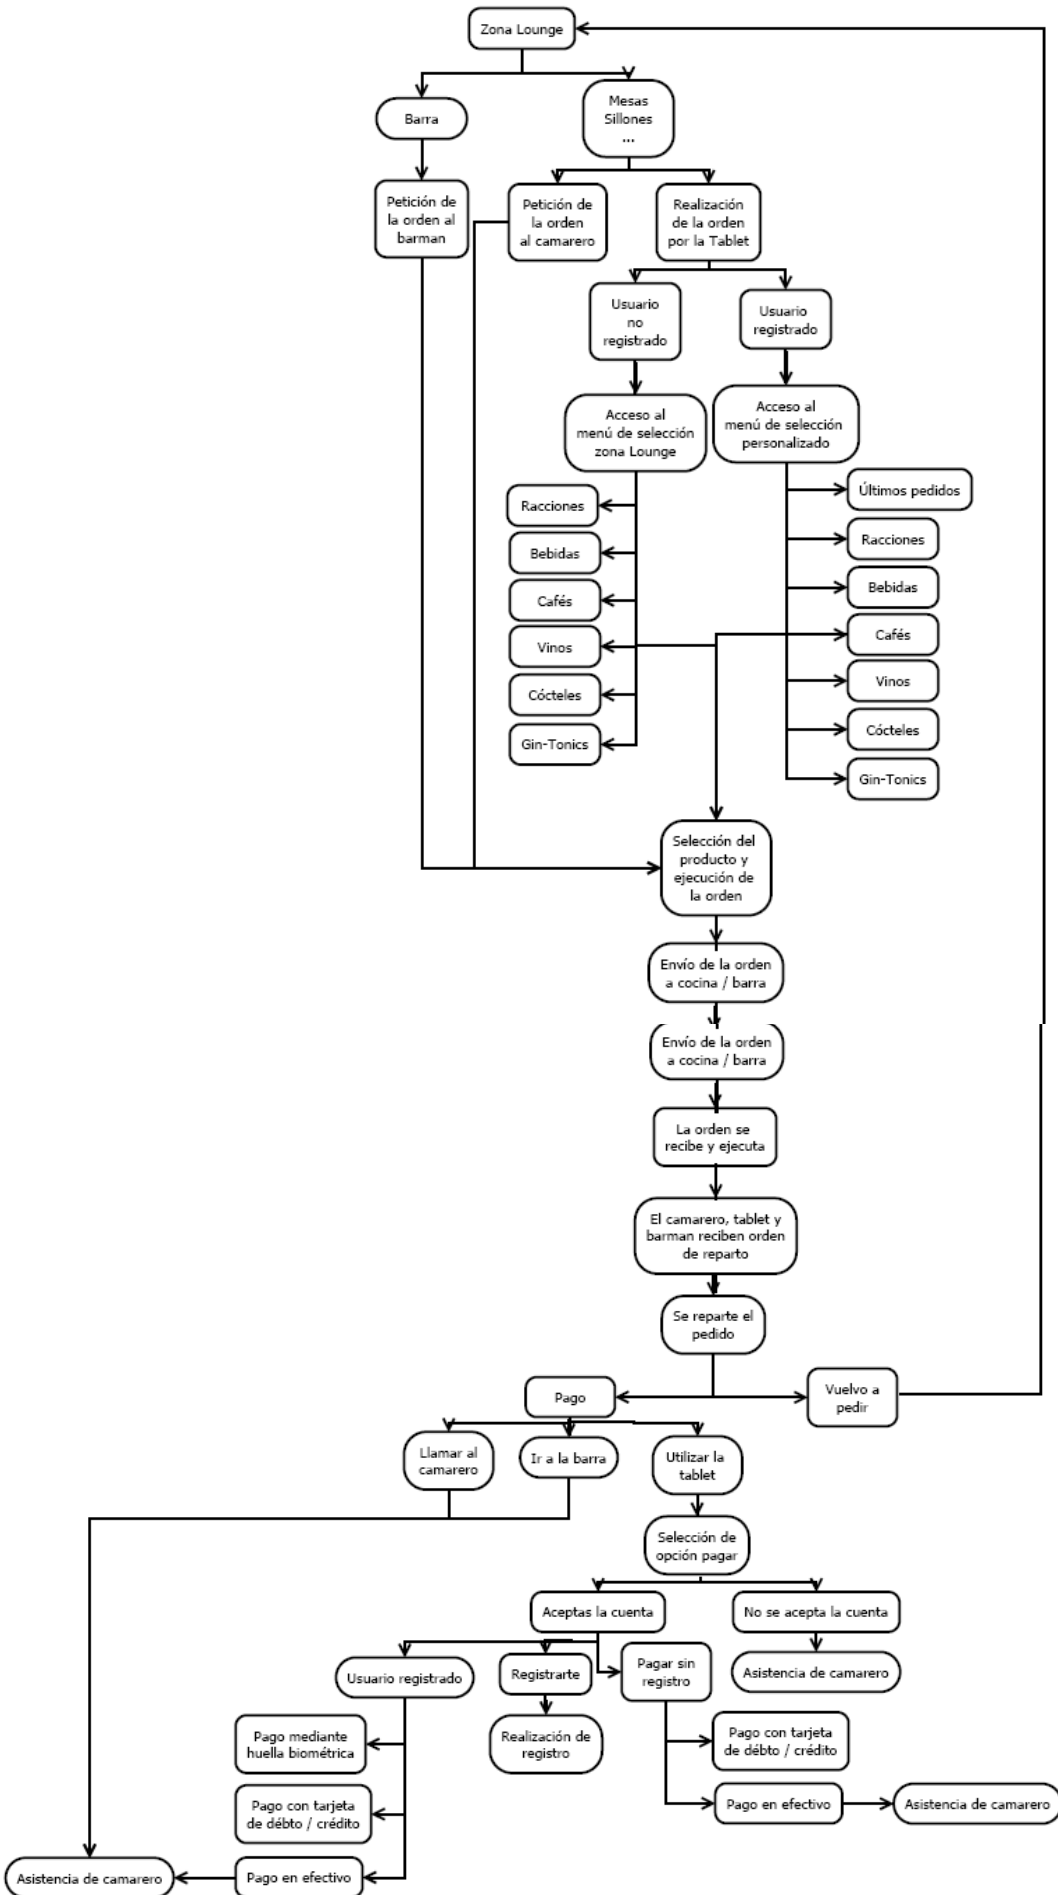 Zona Lounge
Barra
Mesas
Sillones
...
Petición de
la orden al
barman
Petición de
la orden
al camarero
Realización
de la orden
por la Tablet
Usuario
no
registrado
Usuario
registrado
Acceso al
menú de selección
zona Lounge
Acceso al
menú de selección
personalizado
Racciones
Bebidas
Cafés
Vinos
Cócteles
Gin-Tonics
Últimos pedidos
Racciones
Bebidas
Cafés
Vinos
Cócteles
Gin-Tonics
Selección del
producto y
ejecución de
la orden
Envío de la orden
a cocina / barra
Envío de la orden
a cocina / barra
La orden se
recibe y ejecuta
El camarero, tablet y
barman reciben orden
de reparto
Se reparte el
pedido
Pago
Vuelvo a
pedir
Llamar al
camarero
Ir a la barra
Utilizar la
tablet
Selección de
opción pagar
Aceptas la cuenta
No se acepta la cuenta
Usuario registrado
Registrarte
Pagar sin
registro
Asistencia de camarero
Pago mediante
huella biométrica
Realización de
registro
Pago con tarjeta
de débto / crédito
Pago con tarjeta
de débto / crédito
Pago en efectivo
Asistencia de camarero
Asistencia de camarero
Pago en efectivo